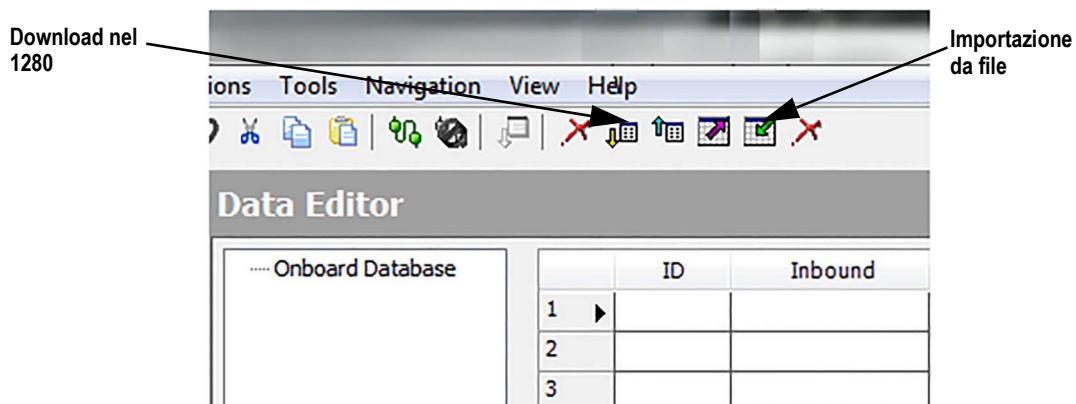 Download nel
1280
Importazione
da file
ions Tools Navigation View Help
Data Editor
Onboard Database
ID Inbound
1
2
3